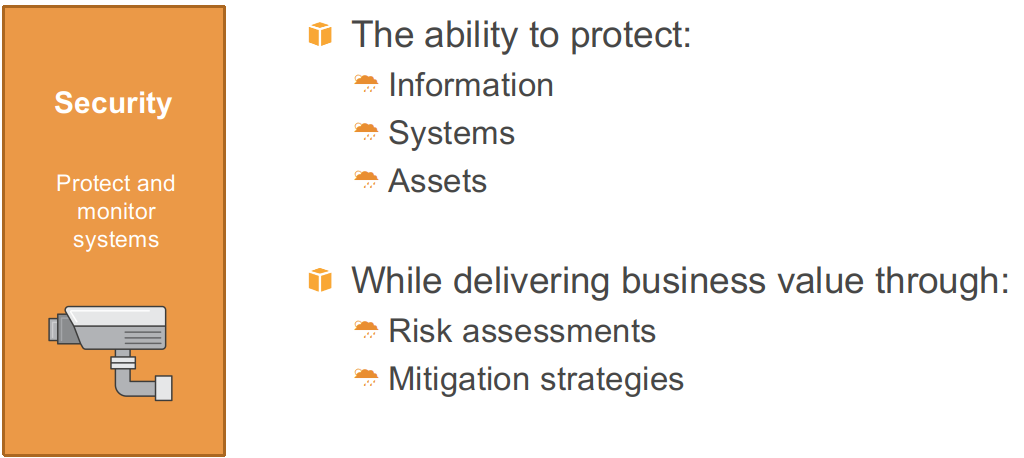 Security
Protect and
monitor
systems
The ability to protect:
Information
Systems
Assets
While delivering business value through:
Risk assessments
Mitigation strategies